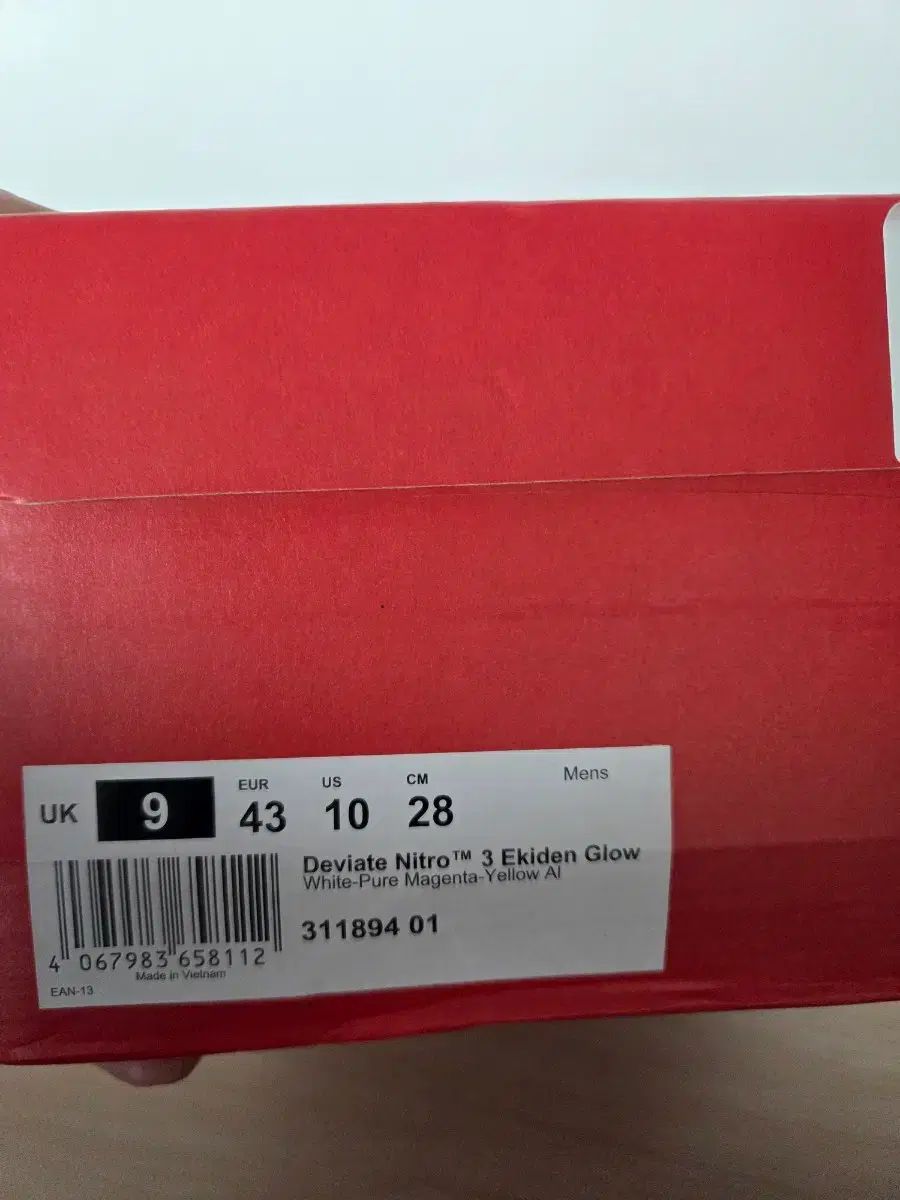 Mens
EUR US CM
UK 9 43 10 28
Deviate Nitro™ 3 Ekiden Glow
White-Pure Magenta-Yellow Al
311894 01
4 067983 658112
Made in Vietnam
EAN-13